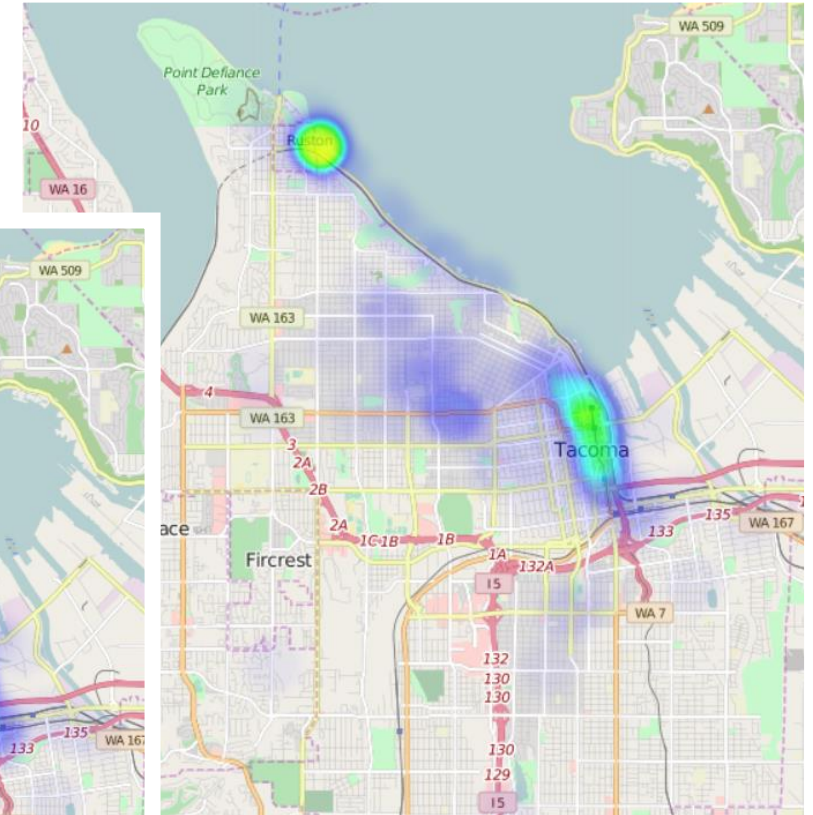 WA 509
Point Defiance
Park
Ruston
10
WA 16
WA 509
WA 163
4
WA 163
3
2A
Tacoma
2B
2A
135
133
WA 167
ace
1C
1B
1B
Fircrest
1A
132A
I 5
WA 7
132
130
130
135
133
WA 167
130
129
I 5